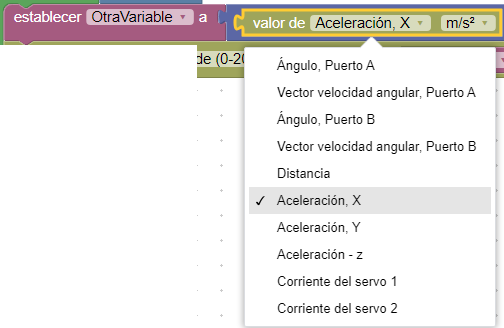 establecer OtraVariable a valor de Aceleración, X m/s²
de (0-20
Ángulo, Puerto A
Vector velocidad angular, Puerto A
Ángulo, Puerto B
Vector velocidad angular, Puerto B
Distancia
✓ Aceleración, X
Aceleración, Y
Aceleración - z
Corriente del servo 1
Corriente del servo 2